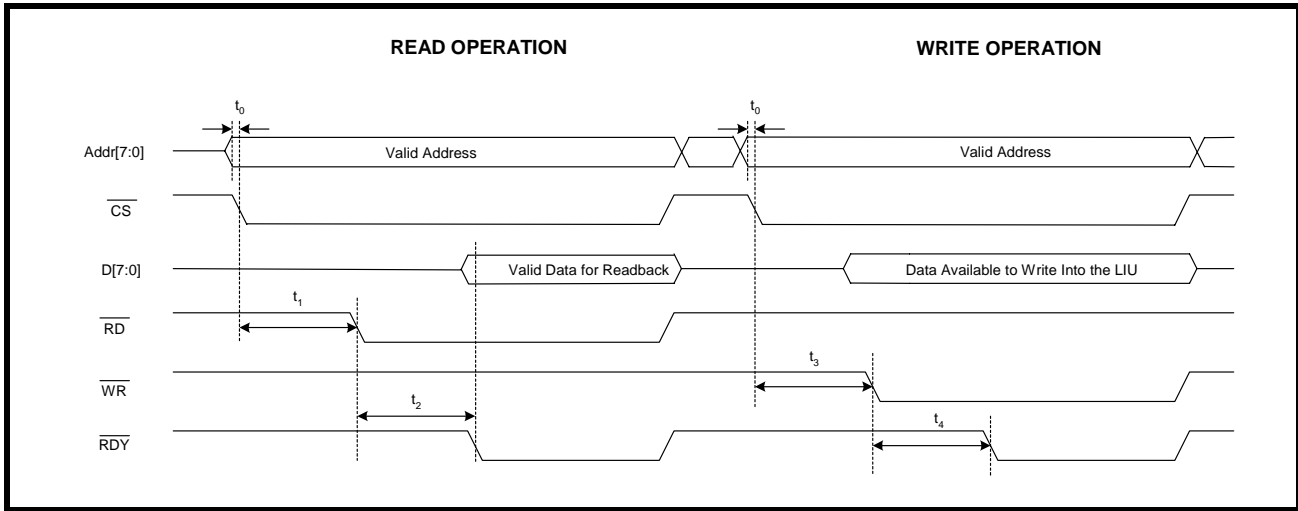 READ OPERATION WRITE OPERATION
t0 t0
Addr[7:0] Valid Address Valid Address
CS
D[7:0] Valid Data for Readback Data Available to Write Into the LIU
t1
RD
t3
WR
t2
t4
RDY